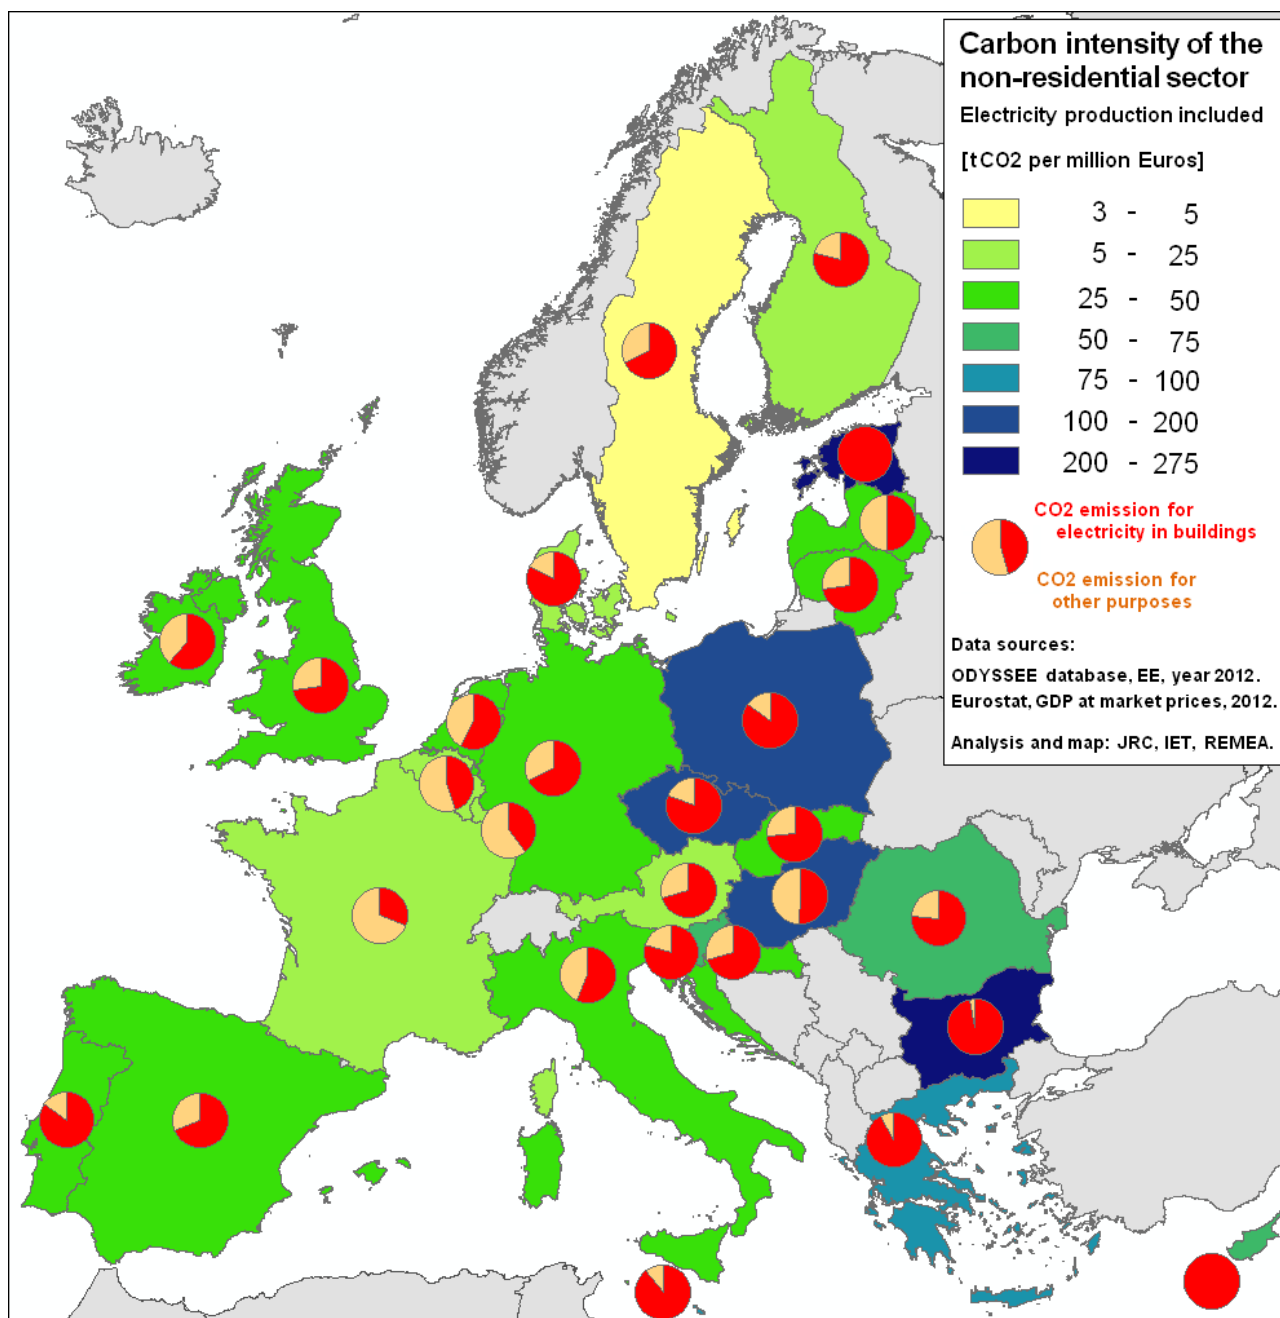 Carbon intensity of the
non-residential sector
Electricity production included
[tCO2 per million Euros]
3 - 5
5 - 25
25 - 50
50 - 75
75 - 100
100 - 200
200 - 275
CO2 emission for
electricity in buildings
CO2 emission for
other purposes
Data sources:
ODYSSEE database, EE, year 2012.
Eurostat, GDP at market prices, 2012.
Analysis and map: JRC, IET, REMEA.